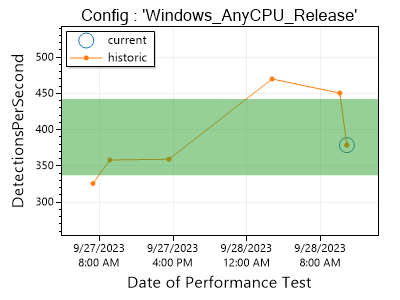 Config : 'Windows_AnyCPU_Release'
current
historic
DetectionsPerSecond
500
450
400
350
300
9/27/2023 9/27/2023 9/28/2023 9/28/2023
8:00 AM 4:00 PM 12:00 AM 8:00 AM
Date of Performance Test